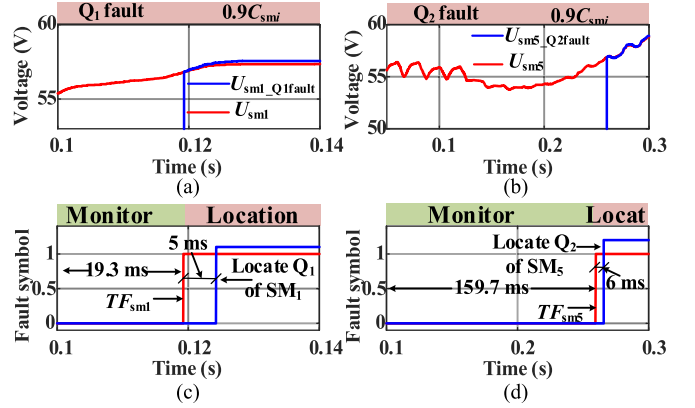 Q1 fault 0.9Csmi
Voltage (V)
60
55
Usm1_Q1fault
Usm1
0.1 0.12 0.14
Time (s)
(a)
Q2 fault 0.9Csmi
Voltage (V)
60
55
50
Usm5_Q2fault
Usm5
0.1 0.2 0.3
Time (s)
(b)
Monitor Location
Fault symbol
1
0.5
0
5 ms
19.3 ms
Locate Q1
of SM1
TFsm1
0.1 0.12 0.14
Time (s)
(c)
Monitor Locat
Fault symbol
1
0.5
0
Locate Q2
of SM5
159.7 ms
6 ms
TFsm5
0.1 0.2 0.3
Time (s)
(d)